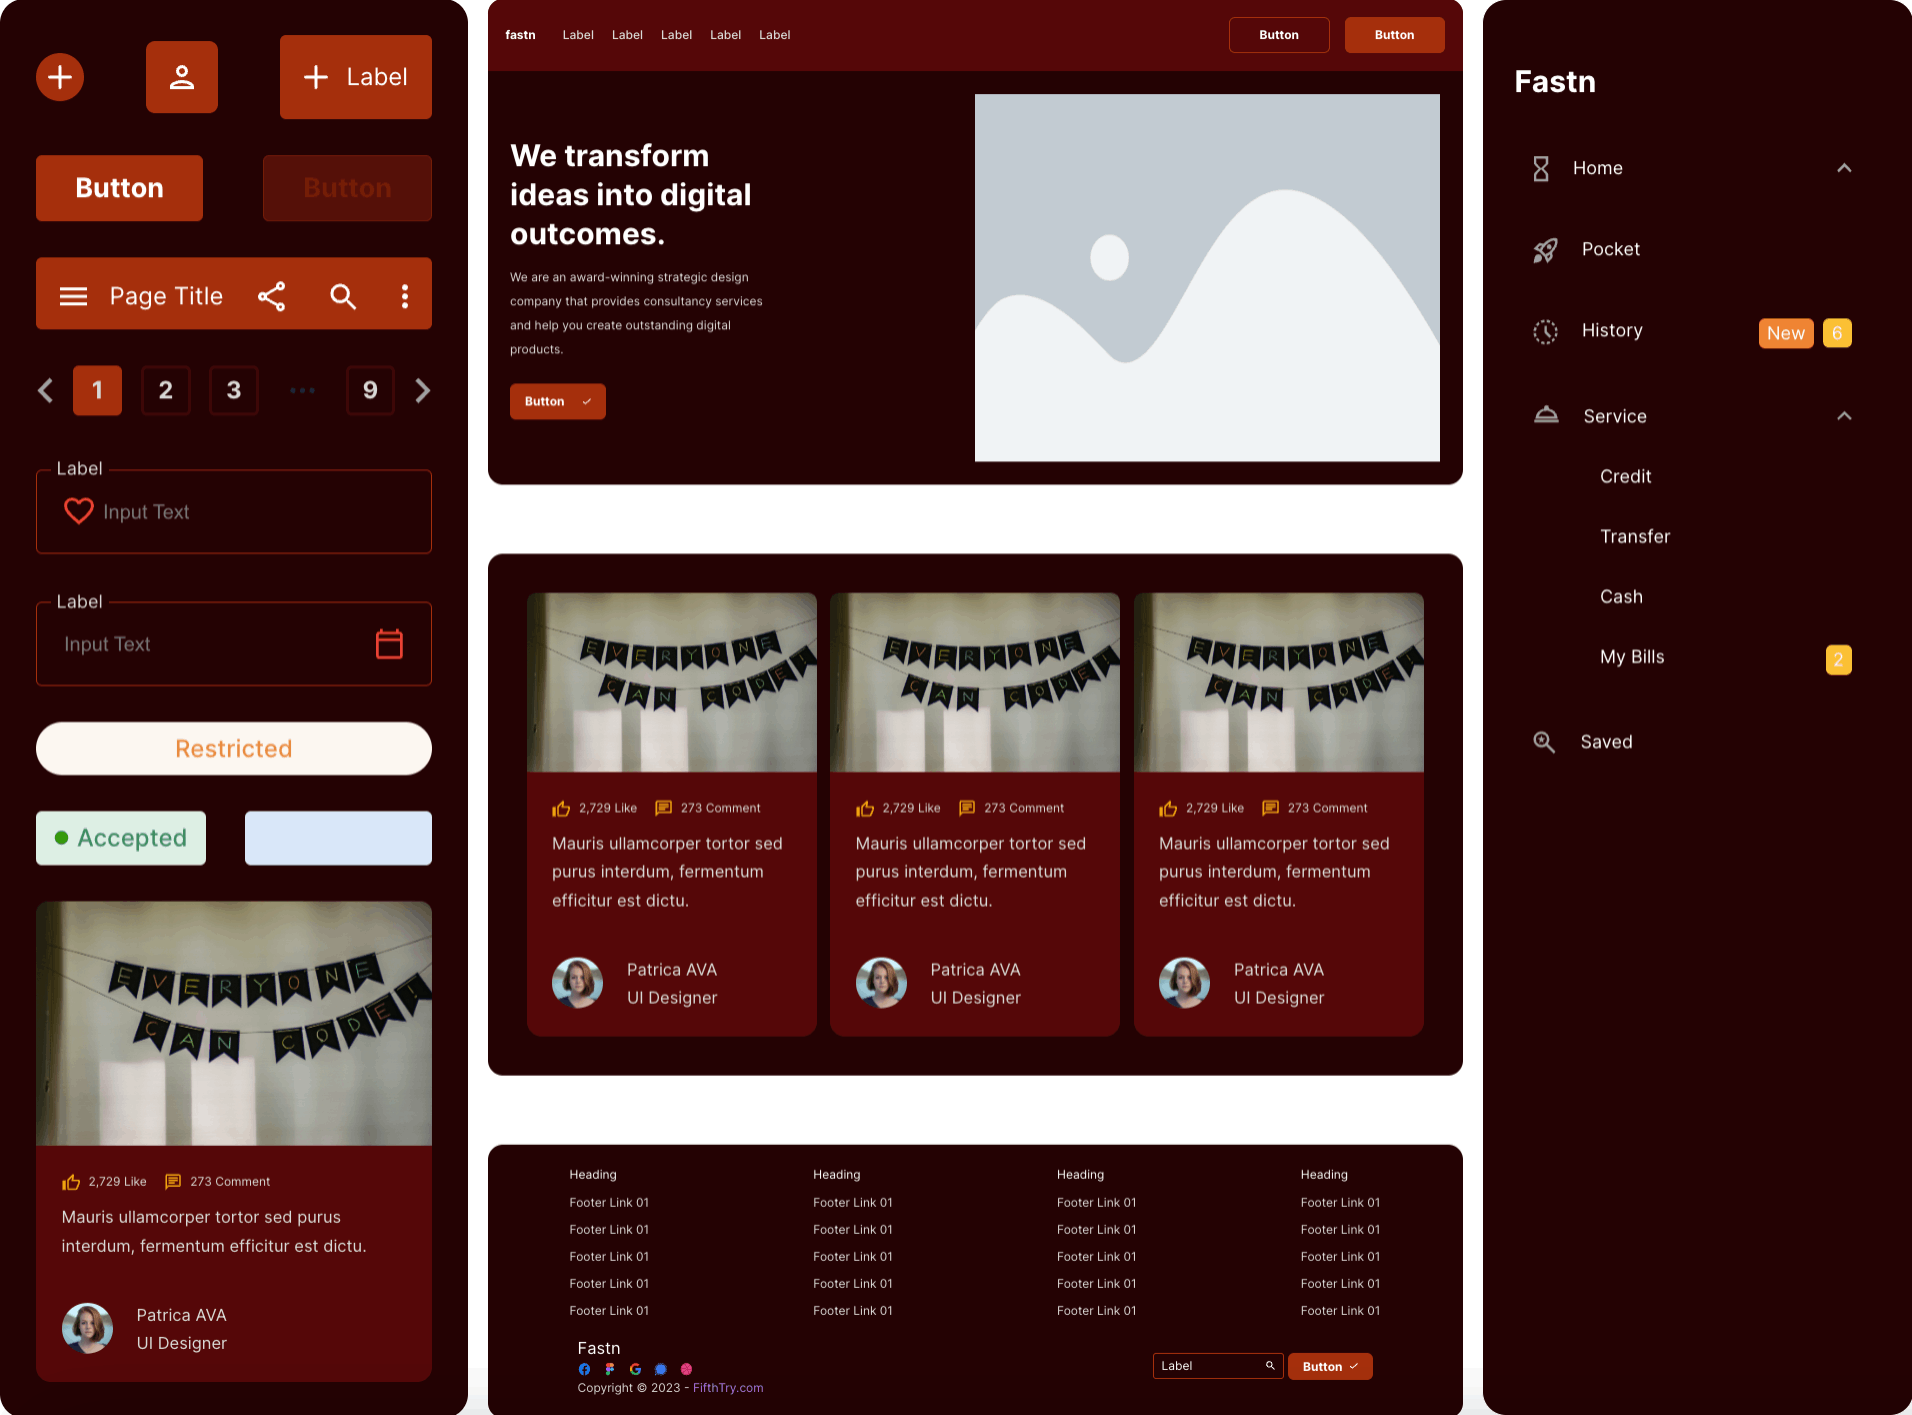 Label
Button
Button
Page Title
1
2
3
...
9
Label
Input Text
Label
Input Text
Restricted
Accepted
EVERYONE
CAN CODE!
2,729 Like 273 Comment
Mauris ullamcorper tortor sed purus
interdum, fermentum efficitur est dictu.
Patrica AVA
UI Designer
fastn Label Label Label Label Label Button Button
We transform
ideas into digital
outcomes.
We are an award-winning strategic design
company that provides consultancy services
and help you create outstanding digital
products.
Button
EVERYONE
CAN CODE!
2,729 Like 273 Comment
Mauris ullamcorper tortor sed
purus interdum, fermentum
efficitur est dictu.
Patrica AVA
UI Designer
EVERYONE
CAN CODE!
2,729 Like 273 Comment
Mauris ullamcorper tortor sed
purus interdum, fermentum
efficitur est dictu.
Patrica AVA
UI Designer
EVERYONE
CAN CODE!
2,729 Like 273 Comment
Mauris ullamcorper tortor sed
purus interdum, fermentum
efficitur est dictu.
Patrica AVA
UI Designer
Heading
Footer Link 01
Footer Link 01
Footer Link 01
Footer Link 01
Footer Link 01
Heading
Footer Link 01
Footer Link 01
Footer Link 01
Footer Link 01
Footer Link 01
Heading
Footer Link 01
Footer Link 01
Footer Link 01
Footer Link 01
Footer Link 01
Heading
Footer Link 01
Footer Link 01
Footer Link 01
Footer Link 01
Footer Link 01
Fastn
Copyright © 2023 - FifthTry.com
Label
Button
Fastn
Home
Pocket
History New 6
Service
Credit
Transfer
Cash
My Bills 2
Saved